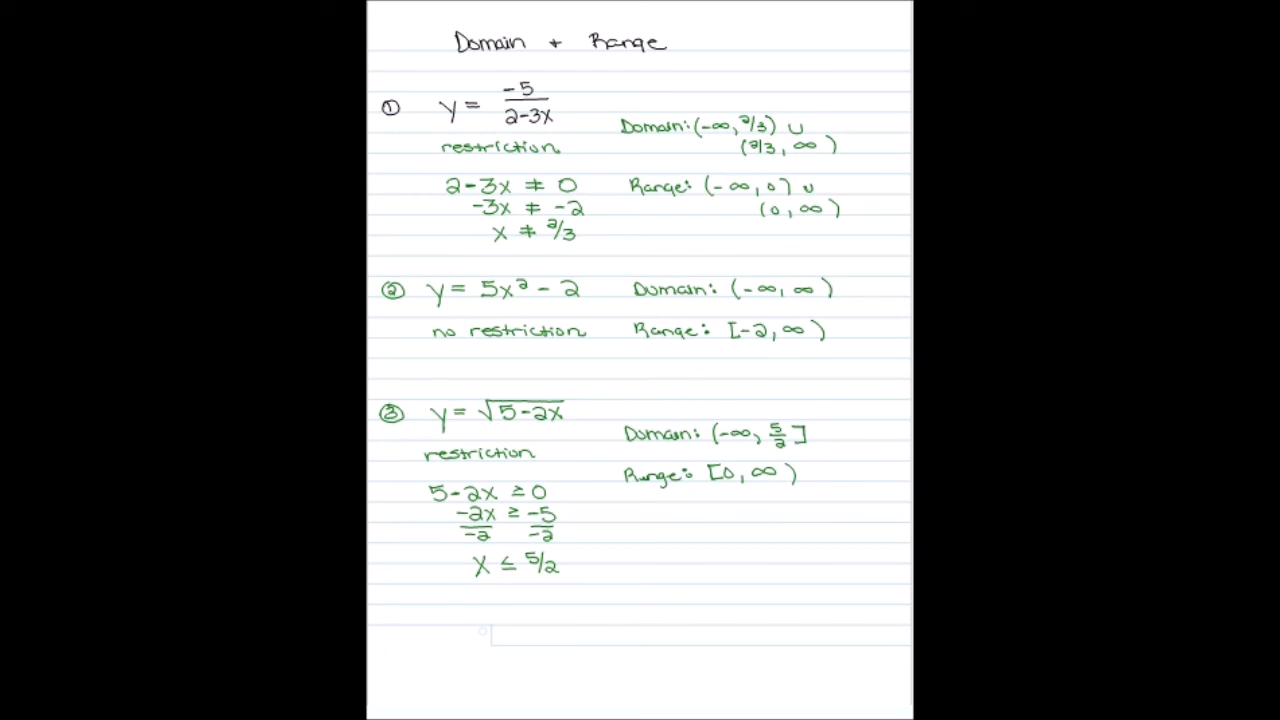 Domain + Range
① y = -5/(2-3x)
restriction
2-3x ≠ 0
-3x ≠ -2
x ≠ 2/3
Domain: (-∞, 2/3) ∪
(2/3, ∞)
Range: (-∞, 0) ∪
(0, ∞)
② y = 5x² - 2
no restriction
Domain: (-∞, ∞)
Range: [-2, ∞)
③ y = √(5-2x)
restriction
5-2x ≥ 0
-2x ≥ -5
-2 -2
x ≤ 5/2
Domain: (-∞, 5/2]
Range: [0, ∞)